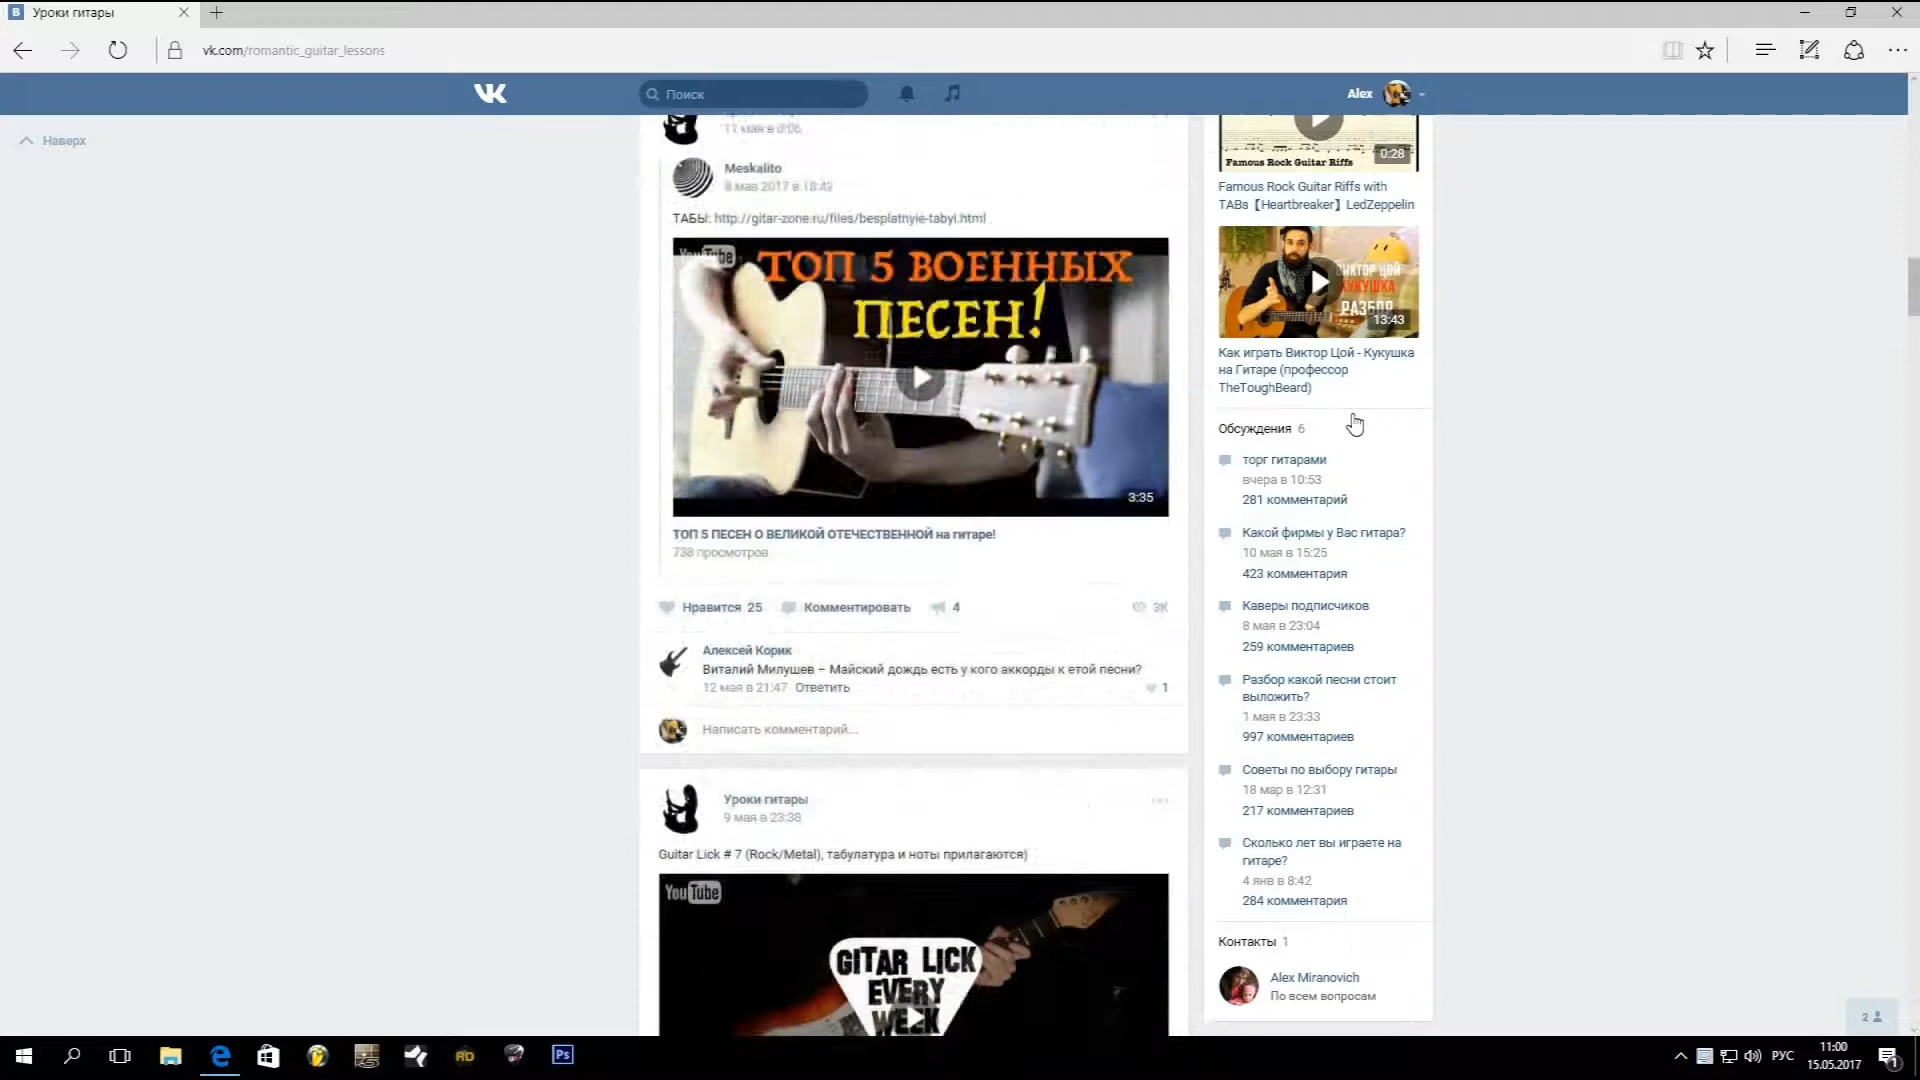 Уроки гитары
vk.com/romantic_guitar_lessons
Поиск
Alex
Наверх
11 мая в 0:06
Meskalito
8 мая 2017 в 18:42
ТАБЫ: http://gitar-zone.ru/files/besplatnyie-tabyi.html
YouTube
ТОП 5 ВОЕННЫХ
ПЕСЕН!
3:35
ТОП 5 ПЕСЕН О ВЕЛИКОЙ ОТЕЧЕСТВЕННОЙ на гитаре!
738 просмотров
Нравится 25 Комментировать 4 3K
Алексей Корик
Виталий Милушев – Майский дождь есть у кого аккорды к етой песни?
12 мая в 21:47 Ответить 1
Написать комментарий...
Уроки гитары
9 мая в 23:38
Guitar Lick # 7 (Rock/Metal), табулатура и ноты прилагаются)
YouTube
GITAR LICK
EVERY
WEEK
Famous Rock Guitar Riffs
0:28
Famous Rock Guitar Riffs with
TABs【Heartbreaker】LedZeppelin
ВИКТОР ЦОЙ
КУКУШКА
РАЗБОР
13:43
Как играть Виктор Цой - Кукушка
на Гитаре (профессор
TheToughBeard)
Обсуждения 6
торг гитарами
вчера в 10:53
281 комментарий
Какой фирмы у Вас гитара?
10 мая в 15:25
423 комментария
Каверы подписчиков
8 мая в 23:04
259 комментариев
Разбор какой песни стоит
выложить?
1 мая в 23:33
997 комментариев
Советы по выбору гитары
18 мар в 12:31
217 комментариев
Сколько лет вы играете на
гитаре?
4 янв в 8:42
284 комментария
Контакты 1
Alex Miranovich
По всем вопросам
2
Ps
РУС
11:00
15.05.2017
1